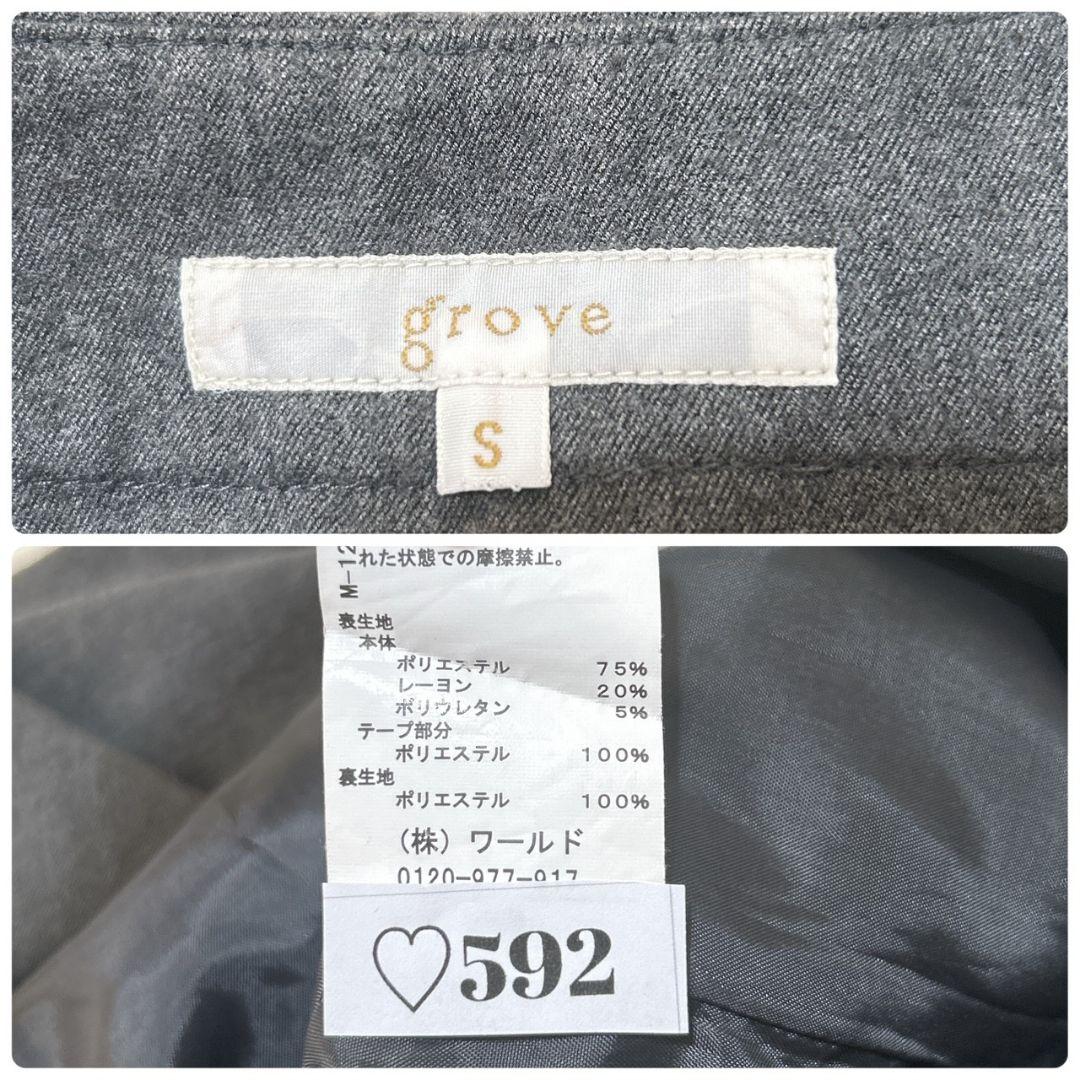 grove
S
M-12
れた状態での摩擦禁止。
表生地
本体
ポリエステル 75%
レーヨン 20%
ポリウレタン 5%
テープ部分
ポリエステル 100%
裏生地
ポリエステル 100%
(株) ワールド
0120-977-917
♡592